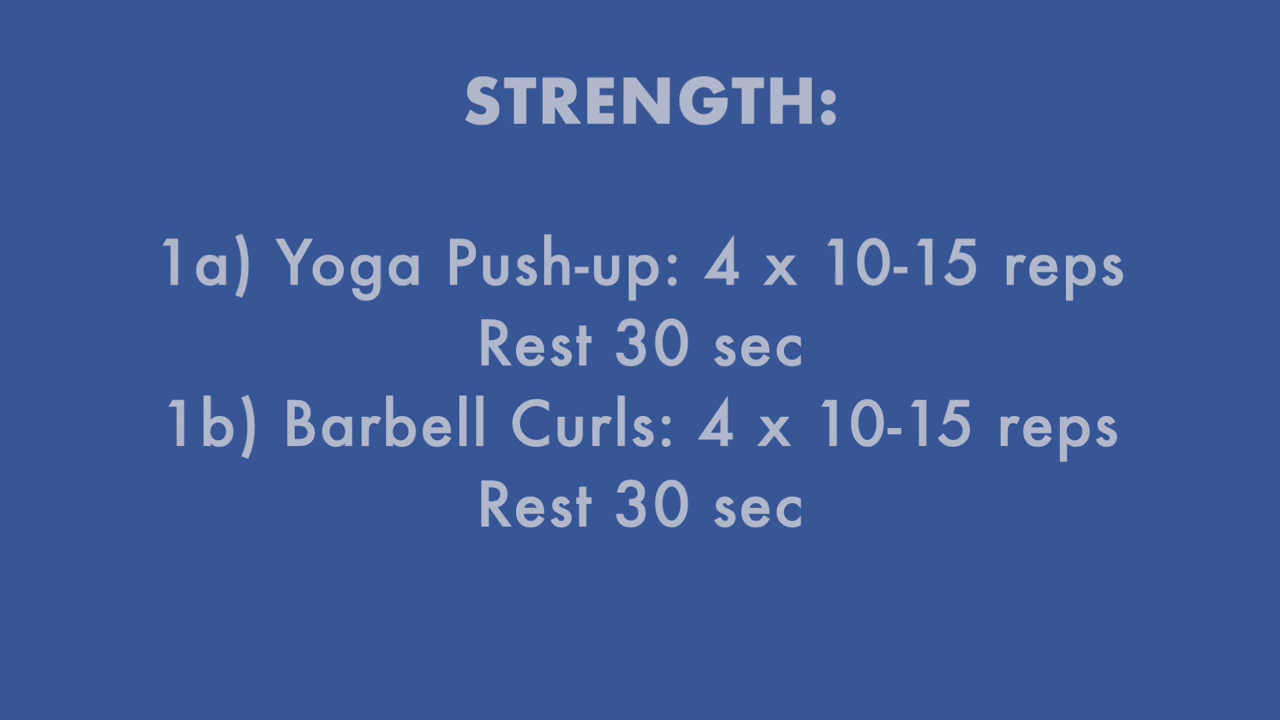 STRENGTH:
1a) Yoga Push-up: 4 x 10-15 reps
Rest 30 sec
1b) Barbell Curls: 4 x 10-15 reps
Rest 30 sec